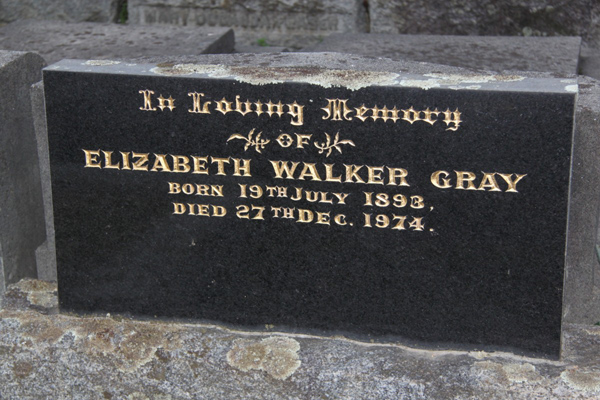 In Loving Memory
OF
ELIZABETH WALKER GRAY
BORN 19TH JULY 1893,
DIED 27TH DEC. 1974.